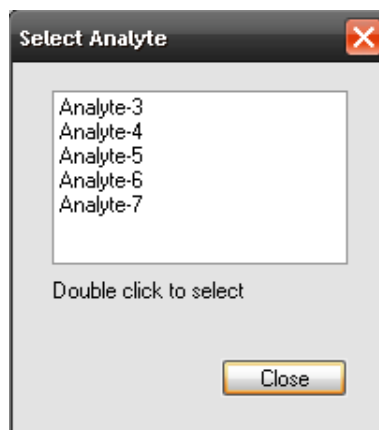 Select Analyte
Analyte-3
Analyte-4
Analyte-5
Analyte-6
Analyte-7
Double click to select
Close